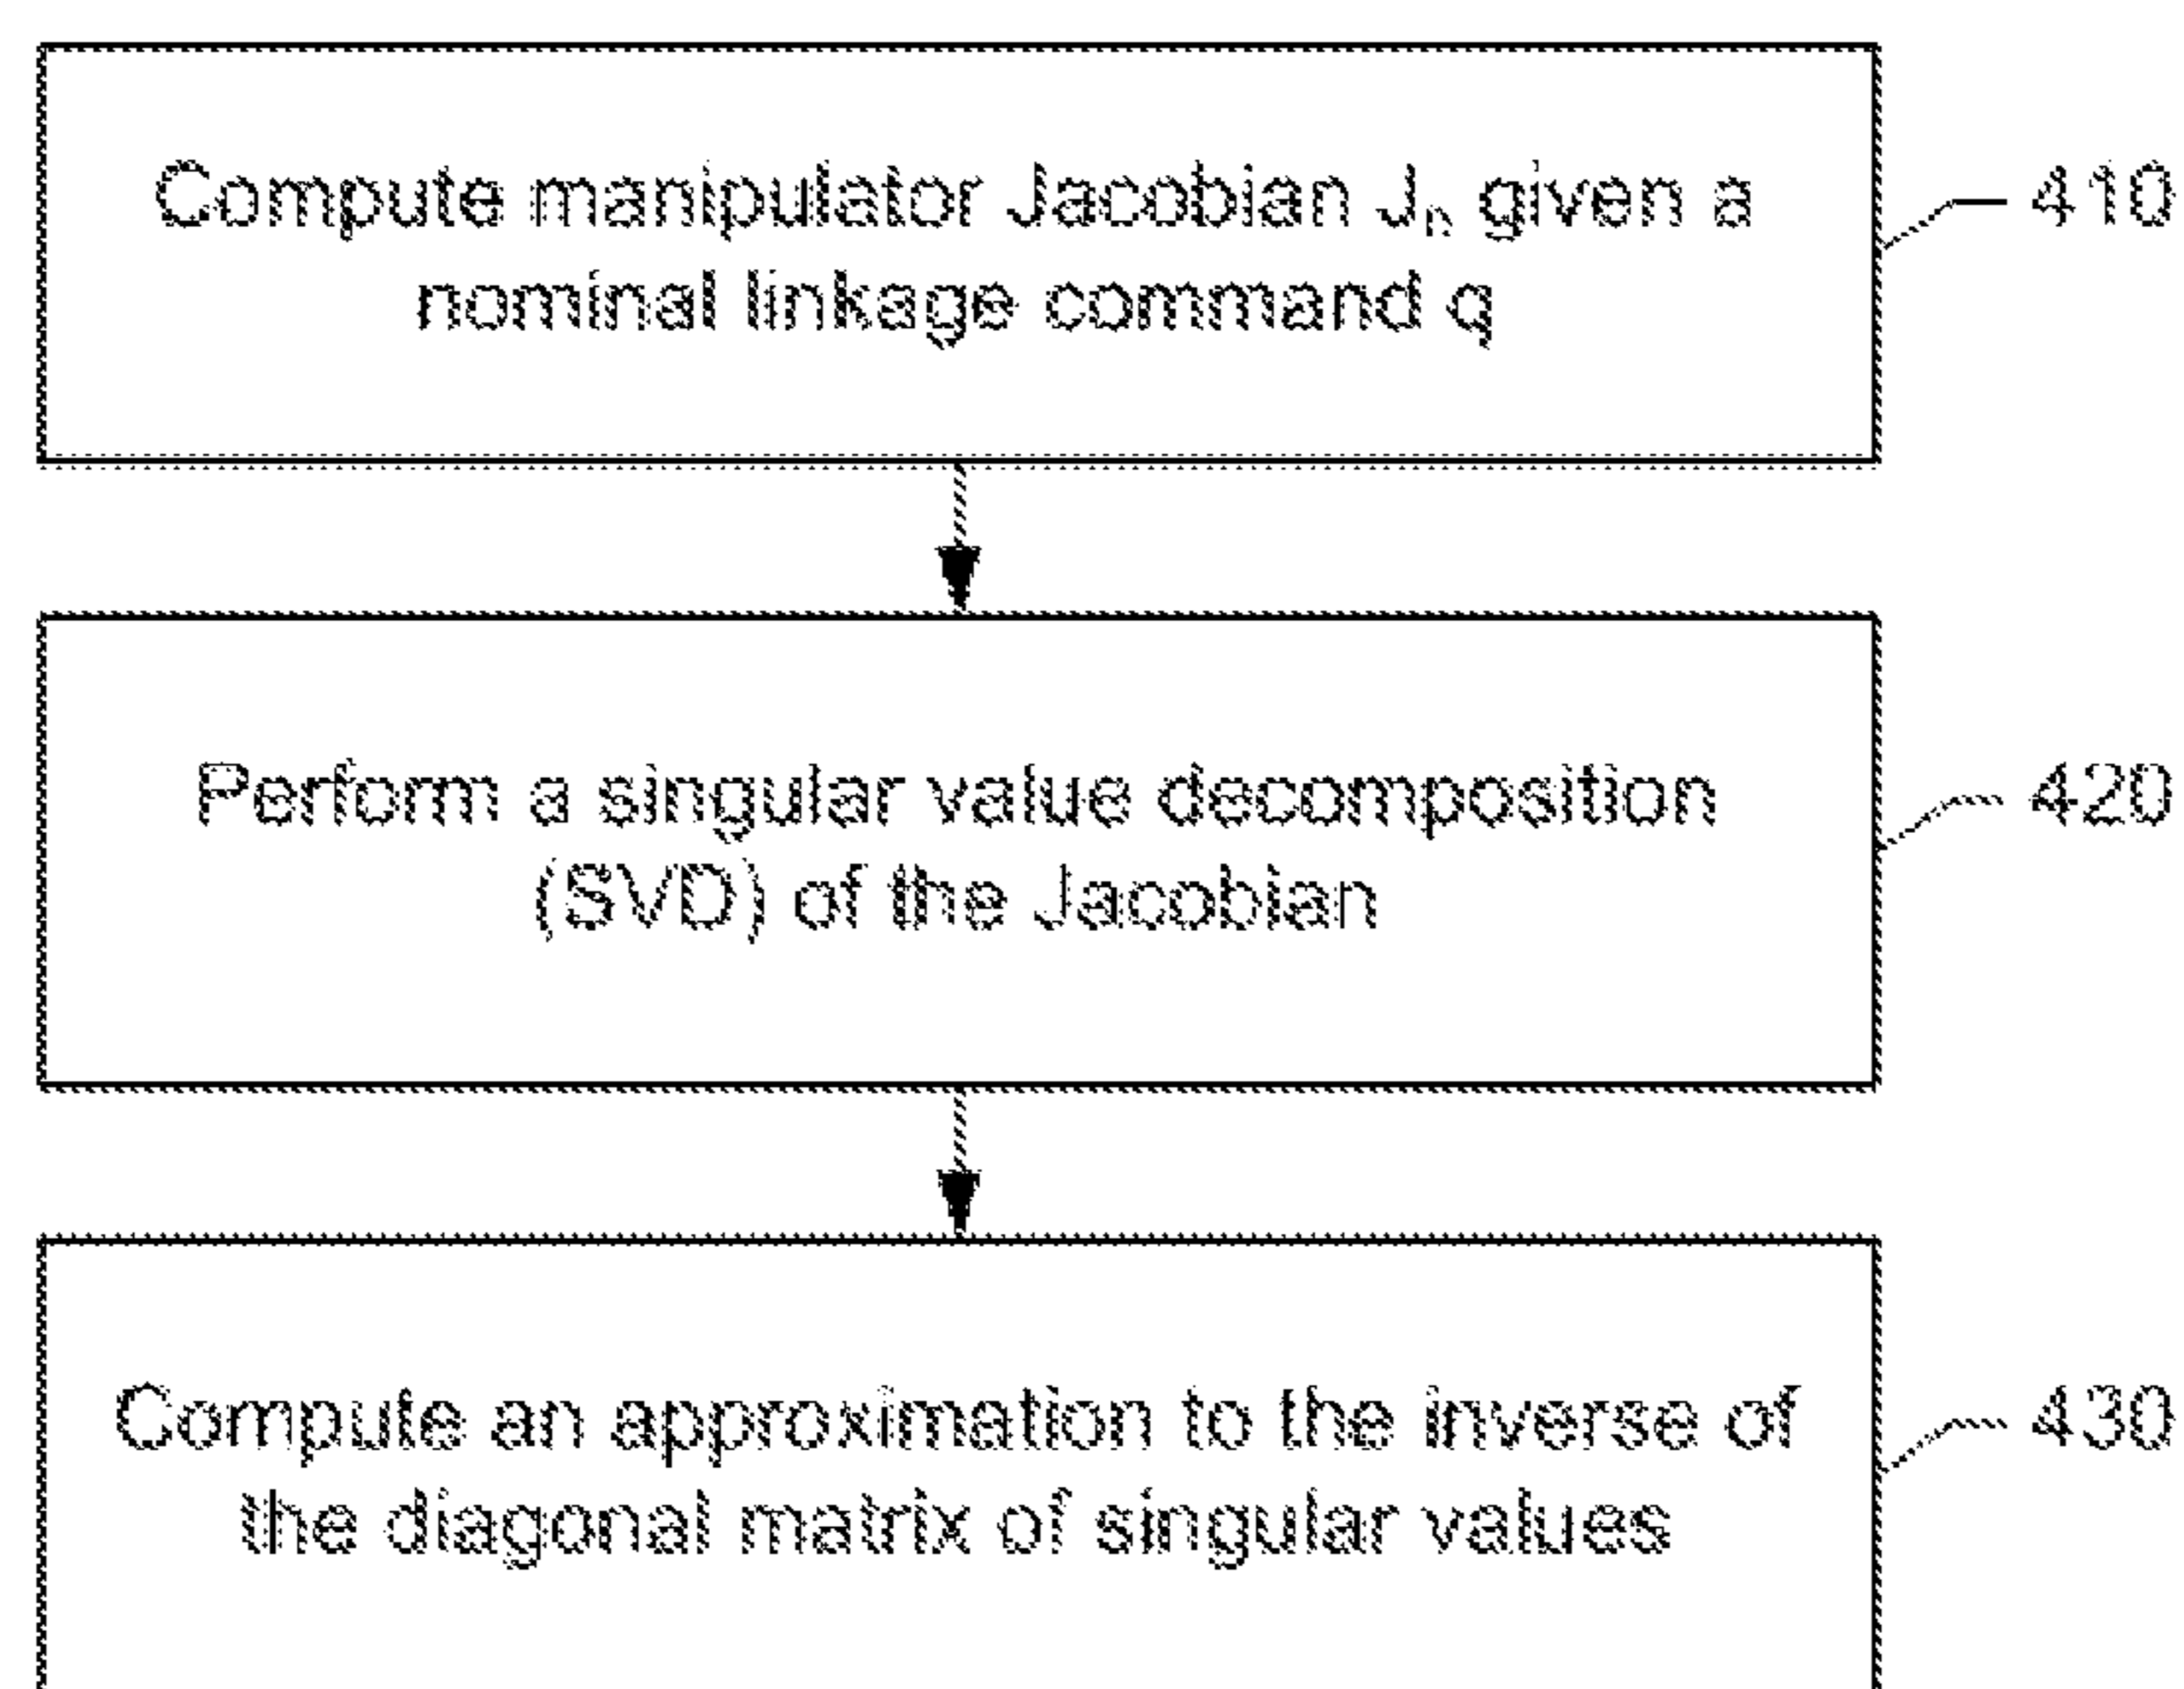 Compute manipulator Jacobian Jₙ given a
nominal linkage command q
410
Perform a singular value decomposition
(SVD) of the Jacobian
420
Compute an approximation to the inverse of
the diagonal matrix of singular values
430